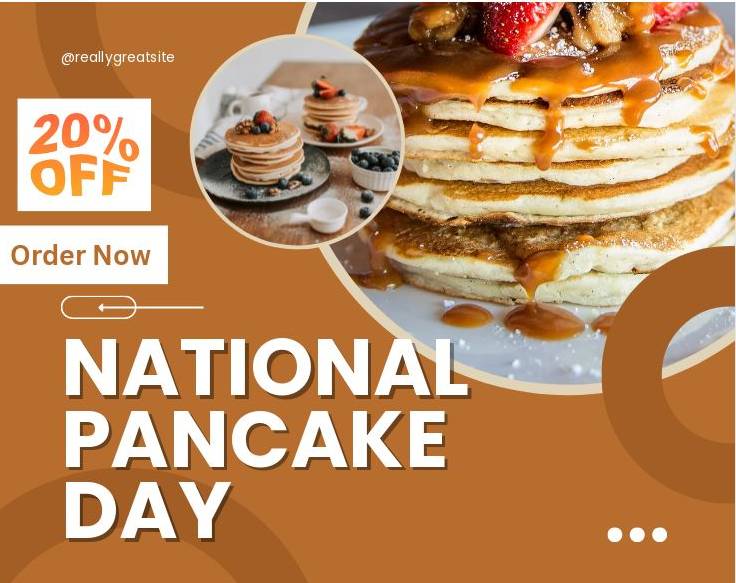 @reallygreatsite
20%
OFF
Order Now
NATIONAL
PANCAKE
DAY